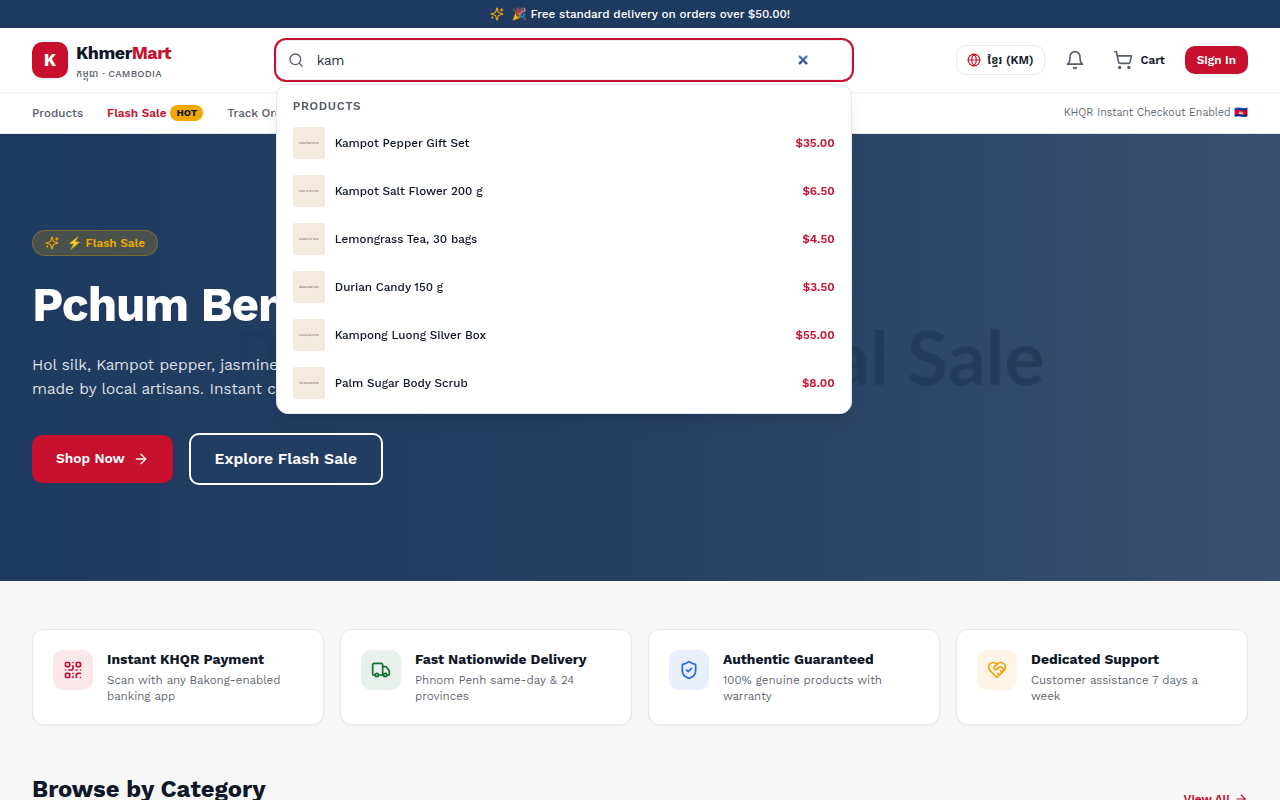 ✨ 🎉 Free standard delivery on orders over $50.00!
K KhmerMart
កម្ពុជា · CAMBODIA
kam
ខ្មែរ (KM)
Cart
Sign In
Products
Flash Sale HOT
Track Or
KHQR Instant Checkout Enabled 🇰🇭
PRODUCTS
Kampot Pepper Gift Set $35.00
Kampot Salt Flower 200 g $6.50
Lemongrass Tea, 30 bags $4.50
Durian Candy 150 g $3.50
Kampong Luong Silver Box $55.00
Palm Sugar Body Scrub $8.00
⚡ Flash Sale
Pchum Ben
al Sale
Hol silk, Kampot pepper, jasmine
made by local artisans. Instant c
Shop Now →
Explore Flash Sale
Instant KHQR Payment
Scan with any Bakong-enabled
banking app
Fast Nationwide Delivery
Phnom Penh same-day & 24
provinces
Authentic Guaranteed
100% genuine products with
warranty
Dedicated Support
Customer assistance 7 days a
week
Browse by Category
View All →